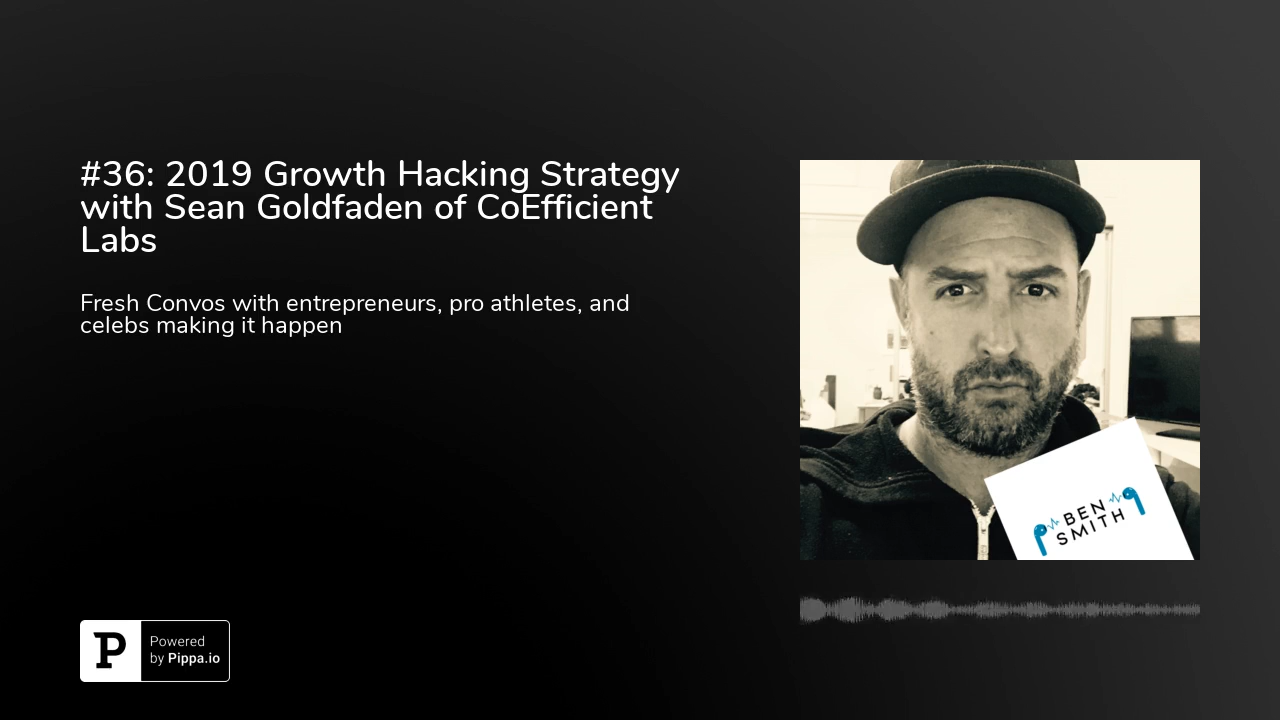 #36: 2019 Growth Hacking Strategy
with Sean Goldfaden of CoEfficient
Labs
Fresh Convos with entrepreneurs, pro athletes, and
celebs making it happen
BEN
SMITH
P
Powered
by Pippa.io